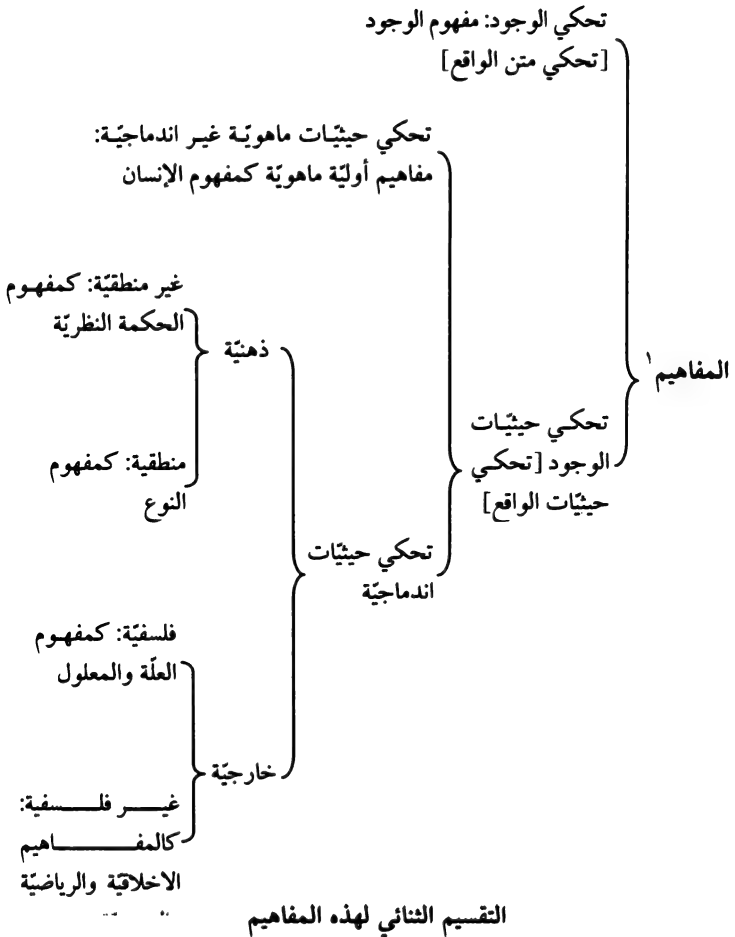 تحكي الوجود: مفهوم الوجود
[تحكي متن الواقع]
تحكي حيثيّات ماهويّة غير اندماجيّة:
مفاهيم أوليّة ماهويّة كمفهوم الإنسان
غير منطقيّة: كمفهوم
الحكمة النظريّة
ذهنيّة
المفاهيم١
تحكي حيثيّات
الوجود [تحكي
حيثيّات الواقع]
منطقية: كمفهوم
النوع
تحكي حيثيّات
اندماجيّة
فلسفيّة: كمفهوم
العلّة والمعلول
خارجيّة
غير فلسفية:
كالمفاهيم
الاخلاقيّة والرياضيّة
التقسيم الثنائي لهذه المفاهيم